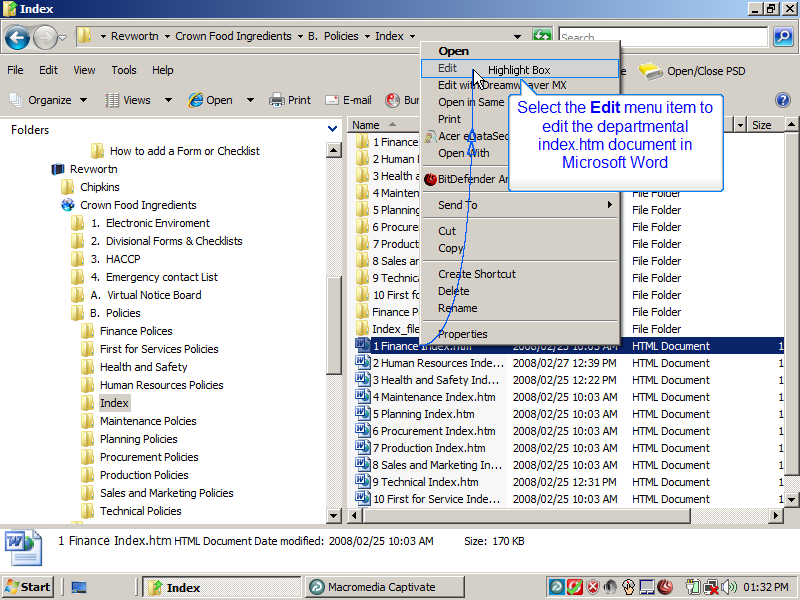 Index
Revwortn Crown Food Ingredients B. Policies Index
Search
File Edit View Tools Help
Open/Close PSD
Organize Views Open Print E-mail
Folders
How to add a Form or Checklist
Revwortn
Chipkins
Crown Food Ingredients
1. Electronic Enviroment
2. Divisional Forms & Checklists
3. HACCP
4. Emergency contact List
A. Virtual Notice Board
B. Policies
Finance Polices
First for Services Policies
Health and Safety
Human Resources Policies
Index
Maintenance Polcies
Planning Policies
Procurement Policies
Production Policies
Sales and Marketing Policies
Technical Policies
Name Size
1 Finance
2 Human
3 Health a
4 Mainten
5 Planning
6 Procure
7 Product
8 Sales an
9 Technic
10 First fo
Finance P
Index_file
File Folder
File Folder
File Folder
File Folder
File Folder
File Folder
File Folder
File Folder
File Folder
Open
Edit
Highlight Box
Edit with Dreamweaver MX
Open in Same
Print
Acer eDataSec
Open With
BitDefender An
Send To
Cut
Copy
Create Shortcut
Delete
Rename
Properties
Select the Edit menu item to
edit the departmental
index.htm document in
Microsoft Word
1 Finance Index.htm 2008/02/25 10:03 AM HTML Document 1
2 Human Resources Inde... 2008/02/27 12:39 PM HTML Document 1
3 Health and Safety Ind... 2008/02/25 12:22 PM HTML Document 1
4 Maintenance Index.htm 2008/02/25 10:03 AM HTML Document 1
5 Planning Index.htm 2008/02/25 10:03 AM HTML Document 1
6 Procurement Index.htm 2008/02/25 10:03 AM HTML Document 1
7 Production Index.htm 2008/02/25 10:03 AM HTML Document 1
8 Sales and Marketing In... 2008/02/25 10:03 AM HTML Document 1
9 Technical Index.htm 2008/02/25 12:31 PM HTML Document 1
10 First for Service Inde... 2008/02/25 10:03 AM HTML Document 1
1 Finance Index.htm HTML Document Date modified: 2008/02/25 10:03 AM Size: 170 KB
Start Index Macromedia Captivate 01:32 PM